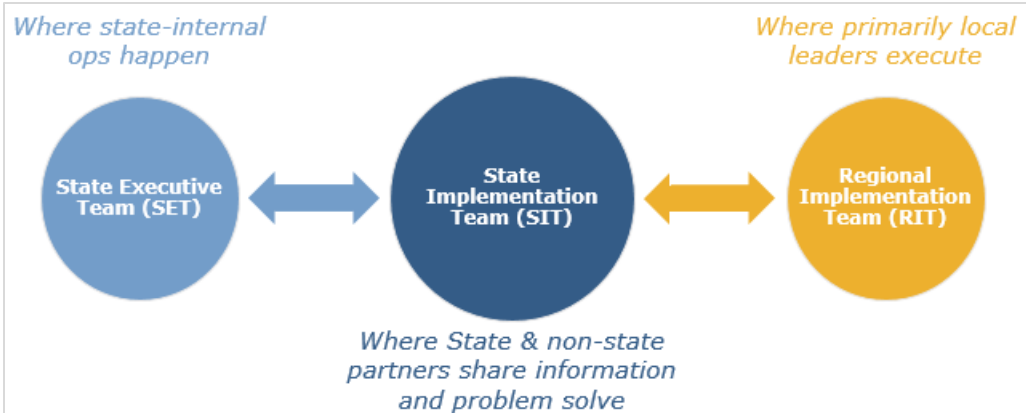 Where state-internal
ops happen
Where primarily local
leaders execute
State Executive
Team (SET)
State
Implementation
Team (SIT)
Regional
Implementation
Team (RIT)
Where State & non-state
partners share information
and problem solve